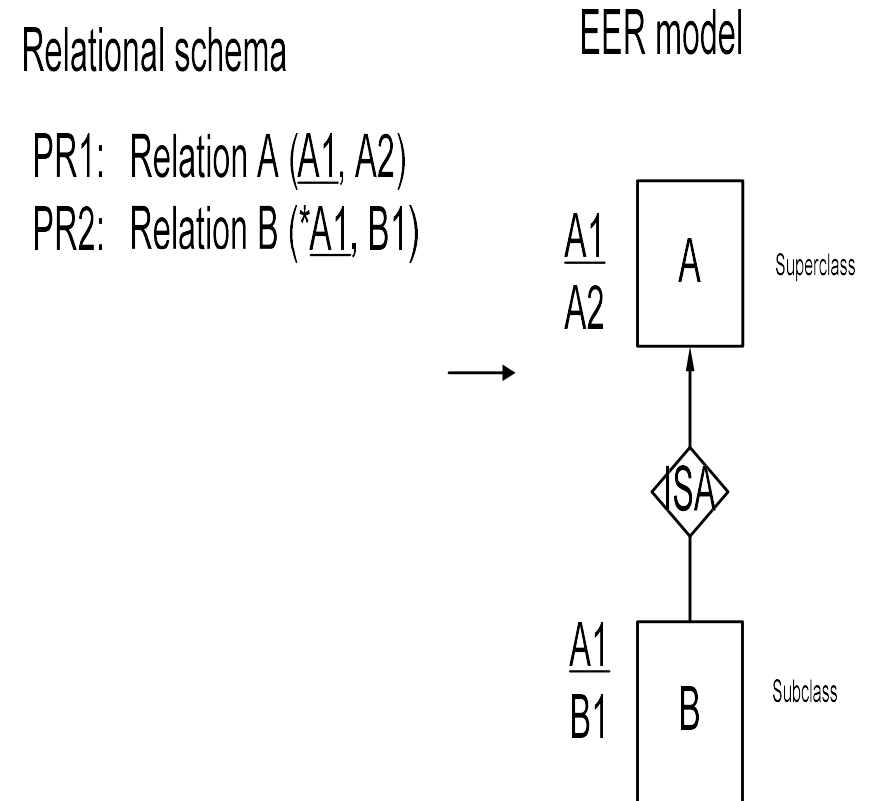 Relational schema
EER model
PR1: Relation A (A1, A2)
PR2: Relation B (*A1, B1)
A1
A2
A
Superclass
ISA
A1
B1
B
Subclass